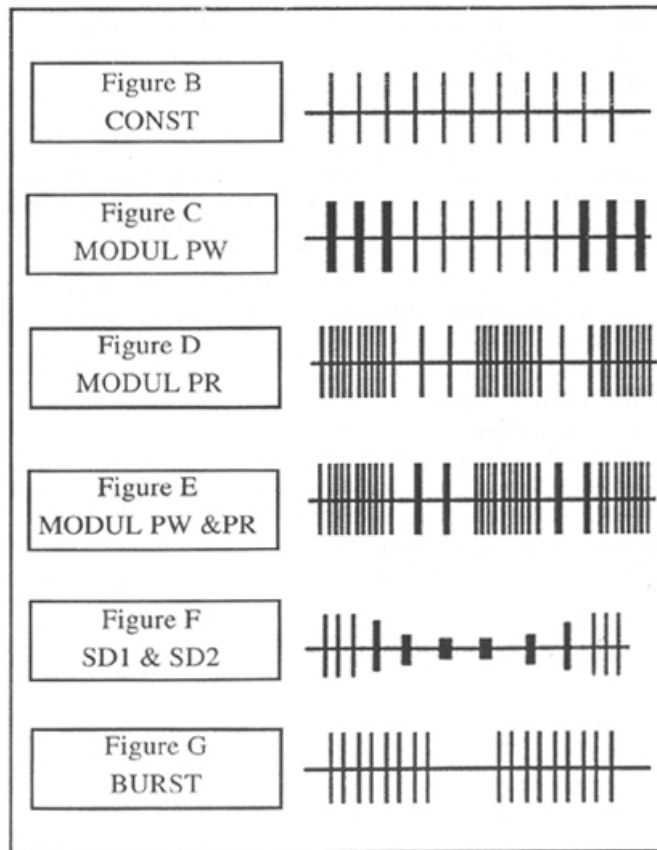 Figure B
CONST
Figure C
MODUL PW
Figure D
MODUL PR
Figure E
MODUL PW &PR
Figure F
SD1 & SD2
Figure G
BURST